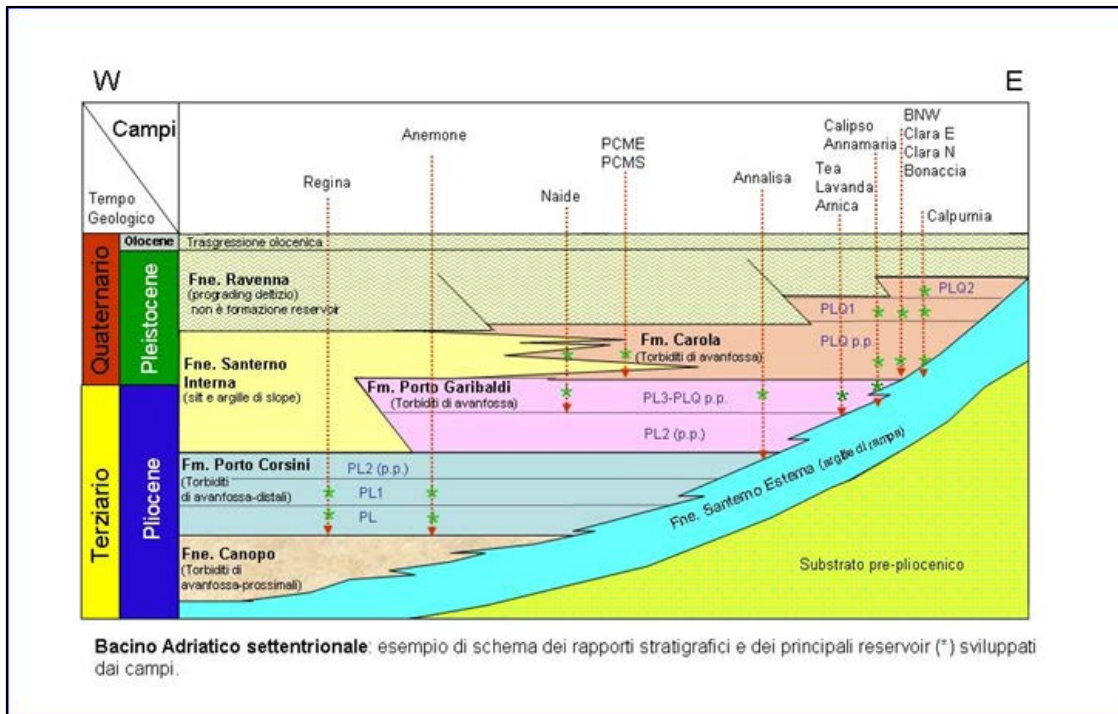 W
E
Campi
Tempo
Geologico
Regina
Anemone
Naide
PCME
PCMS
Annalisa
Tea
Lavanda
Arnica
Calipso
Annamaria
BNW
Clara E
Clara N
Bonaccia
Calpurnia
Quaternario
Terziario
Olocene
Pleistocene
Pliocene
Trasgressione olocenica
Fne. Ravenna
(prograding deltizio)
non è formazione reservoir
PLQ2
PLQ1
PLQ p.p.
Fm. Carola
(Torbiditi di avanfossa)
Fne. Santerno
Interna
(silt e argille di slope)
Fm. Porto Garibaldi
(Torbiditi di avanfossa)
PL3-PLQ p.p.
PL2 (p.p.)
Fm. Porto Corsini
(Torbiditi
di avanfossa-distali)
PL2 (p.p.)
PL1
PL
Fne. Santerno Esterna (argille di rampa)
Fne. Canopo
(Torbiditi di
avanfossa-prossimali)
Substrato pre-pliocenico
Bacino Adriatico settentrionale: esempio di schema dei rapporti stratigrafici e dei principali reservoir (*) sviluppati
dai campi.